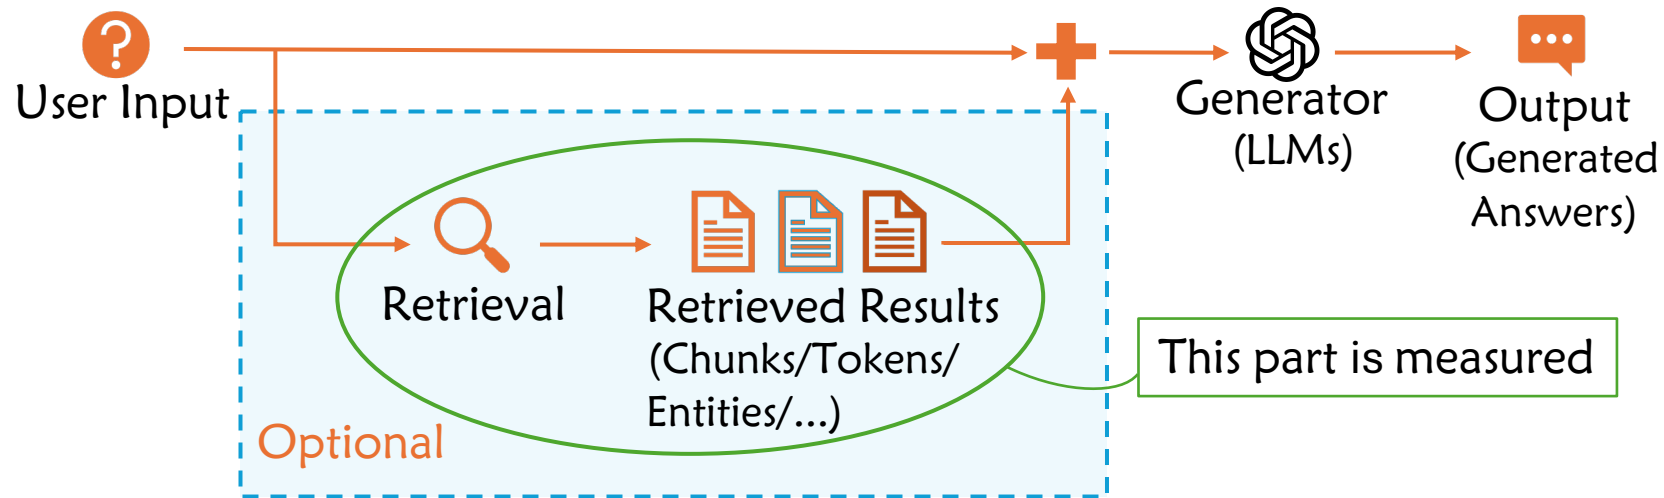 User Input
Generator
(LLMs)
Output
(Generated
Answers)
Retrieval
Retrieved Results
(Chunks/Tokens/
Entities/...)
Optional
This part is measured